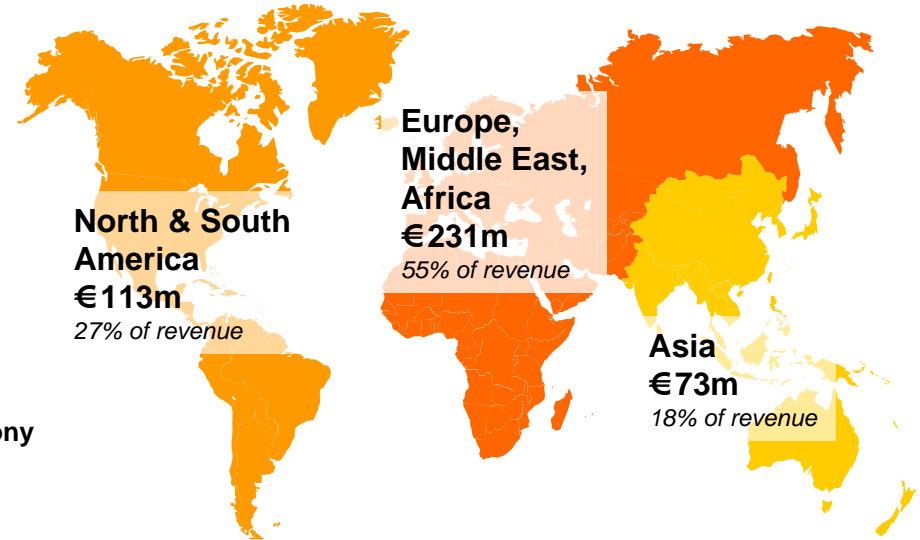 Europe,
Middle East,
Africa
€231m
55% of revenue
North & South
America
€113m
27% of revenue
Asia
€73m
18% of revenue
ony